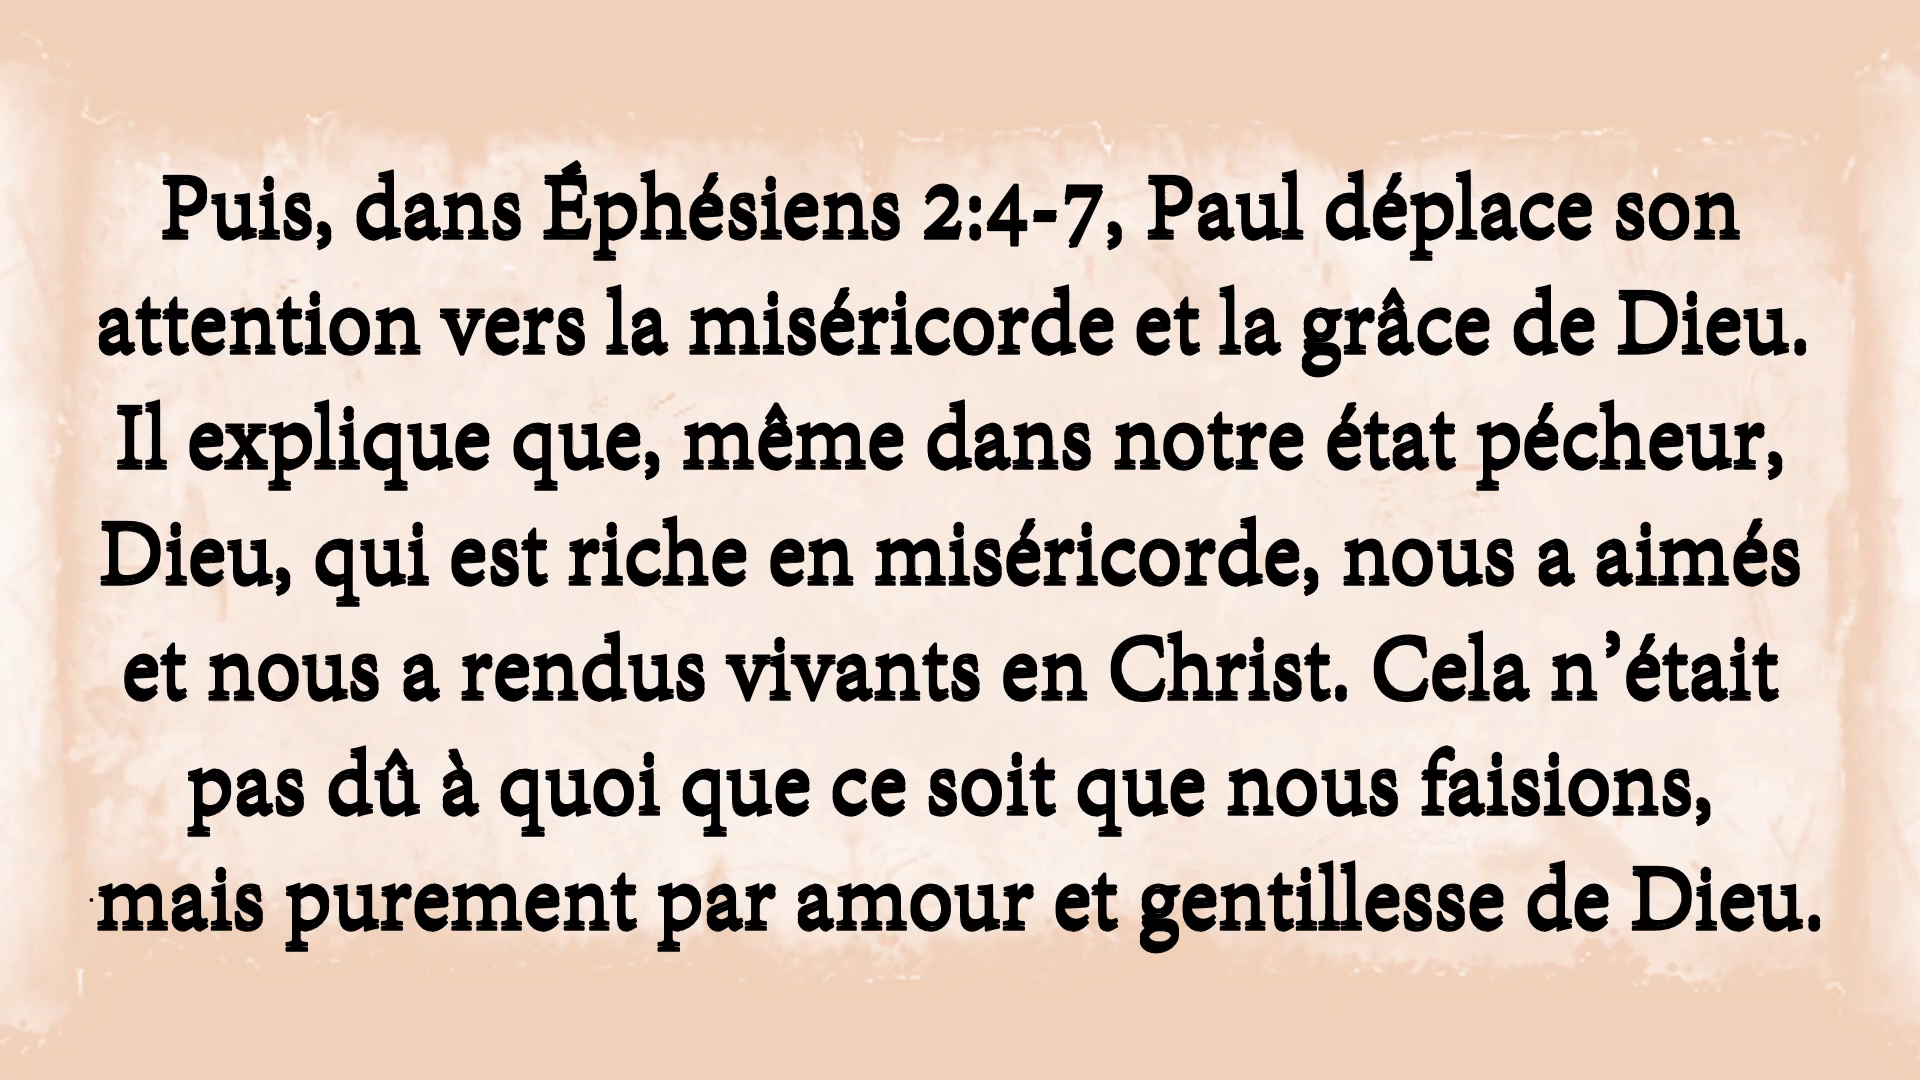 Puis, dans Éphésiens 2:4-7, Paul déplace son
attention vers la miséricorde et la grâce de Dieu.
Il explique que, même dans notre état pécheur,
Dieu, qui est riche en miséricorde, nous a aimés
et nous a rendus vivants en Christ. Cela n’était
pas dû à quoi que ce soit que nous faisions,
mais purement par amour et gentillesse de Dieu.